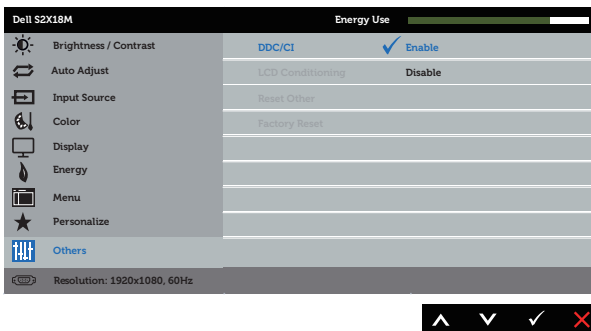 Dell S2X18M Energy Use
Brightness / Contrast DDC/CI Enable
Auto Adjust LCD Conditioning Disable
Input Source Reset Other
Color Factory Reset
Display
Energy
Menu
Personalize
Others
Resolution: 1920x1080, 60Hz